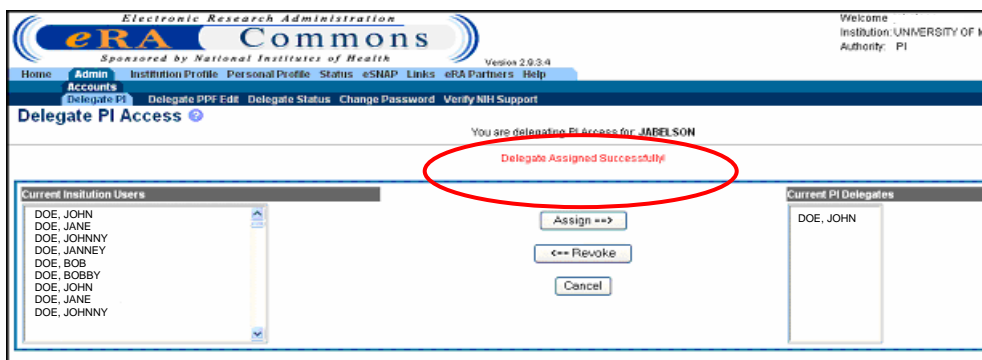 Electronic Research Administration
eRA Commons
Sponsored by National Institutes of Health
Version 2.9.3.4
Welcome
Institution: UNIVERSITY OF M
Authority: PI
Home Admin Institution Profile Personal Profile Status eSNAP Links eRA Partners Help
Accounts
Delegate PI Delegate PPF Edit Delegate Status Change Password Verify NIH Support
Delegate PI Access
You are delegating PI Access for: JABELSON
Delegate Assigned Successfully!
Current Insitution Users
Current PI Delegates
DOE, JOHN
DOE, JANE
DOE, JOHNNY
DOE, JANNEY
DOE, BOB
DOE, BOBBY
DOE, JOHN
DOE, JANE
DOE, JOHNNY
Assign ==>
<== Revoke
Cancel
DOE, JOHN